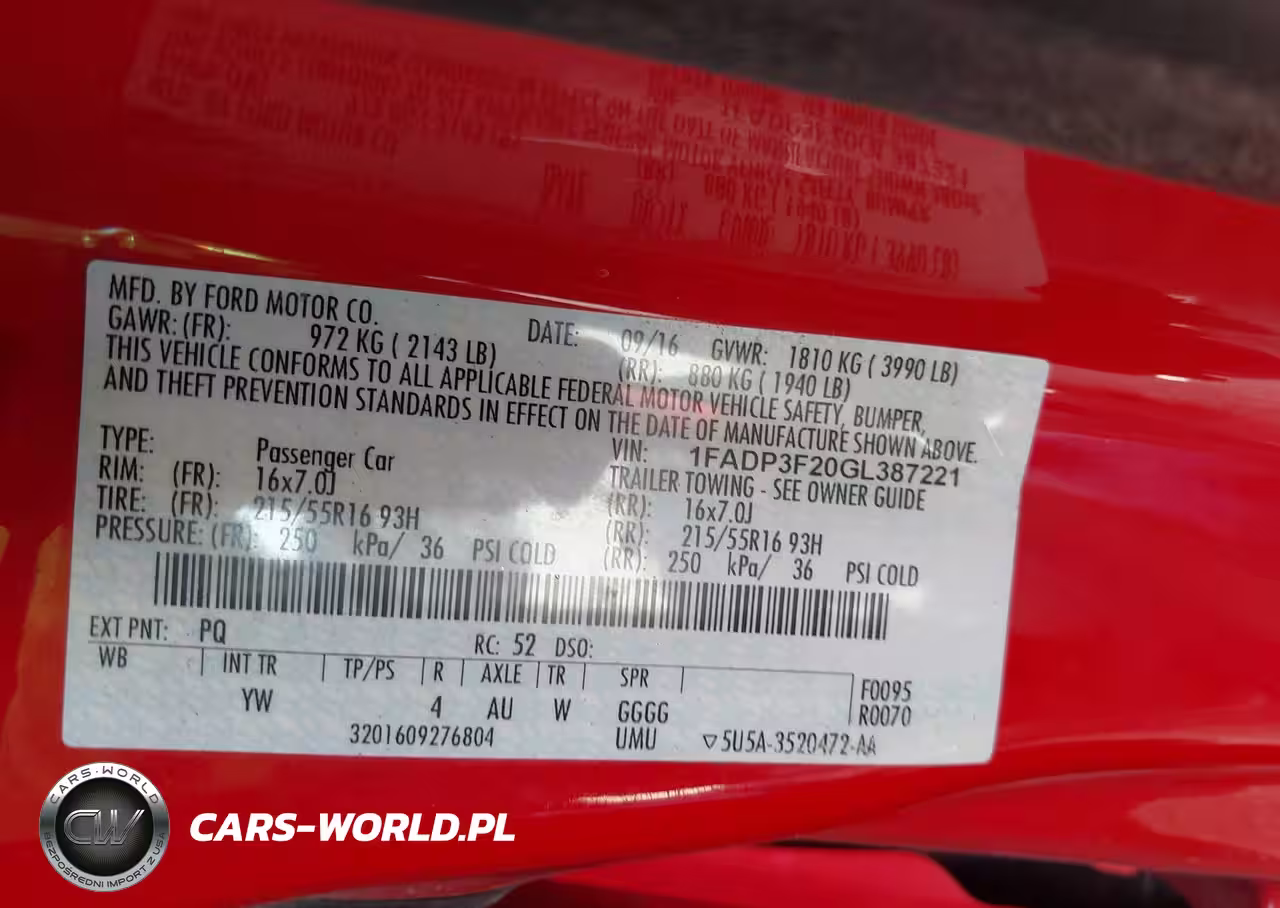 MFD. BY FORD MOTOR CO.
DATE: 09/16 GVWR: 1810 KG ( 3990 LB)
GAWR: (FR): 972 KG ( 2143 LB) (RR): 880 KG ( 1940 LB)
THIS VEHICLE CONFORMS TO ALL APPLICABLE FEDERAL MOTOR VEHICLE SAFETY, BUMPER,
AND THEFT PREVENTION STANDARDS IN EFFECT ON THE DATE OF MANUFACTURE SHOWN ABOVE.
VIN: 1FADP3F20GL387221
TYPE: Passenger Car TRAILER TOWING - SEE OWNER GUIDE
RIM: (FR): 16x7.0J (RR): 16x7.0J
TIRE: (FR): 215/55R16 93H (RR): 215/55R16 93H
PRESSURE: (FR): 250 kPa/ 36 PSI COLD (RR): 250 kPa/ 36 PSI COLD
EXT PNT: PQ RC: 52 DSO:
WB INT TR TP/PS R AXLE TR SPR F0095
YW 4 AU W GGGG R0070
3201609276804 UMU ▽5U5A-3520472-AA
CARS-WORLD
CW
BEZPOŚREDNI IMPORT Z USA
CARS-WORLD.PL